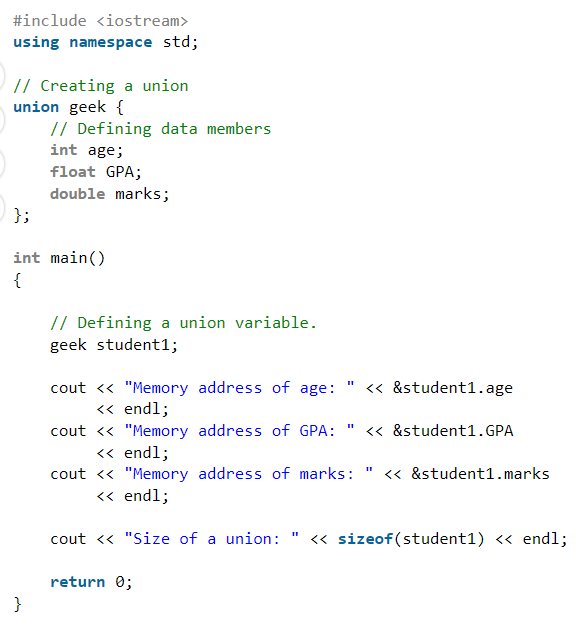 #include <iostream>
using namespace std;
// Creating a union
union geek {
    // Defining data members
    int age;
    float GPA;
    double marks;
};
int main()
{
    // Defining a union variable.
    geek student1;
    cout << "Memory address of age: " << &student1.age
         << endl;
    cout << "Memory address of GPA: " << &student1.GPA
         << endl;
    cout << "Memory address of marks: " << &student1.marks
         << endl;
    cout << "Size of a union: " << sizeof(student1) << endl;
    return 0;
}